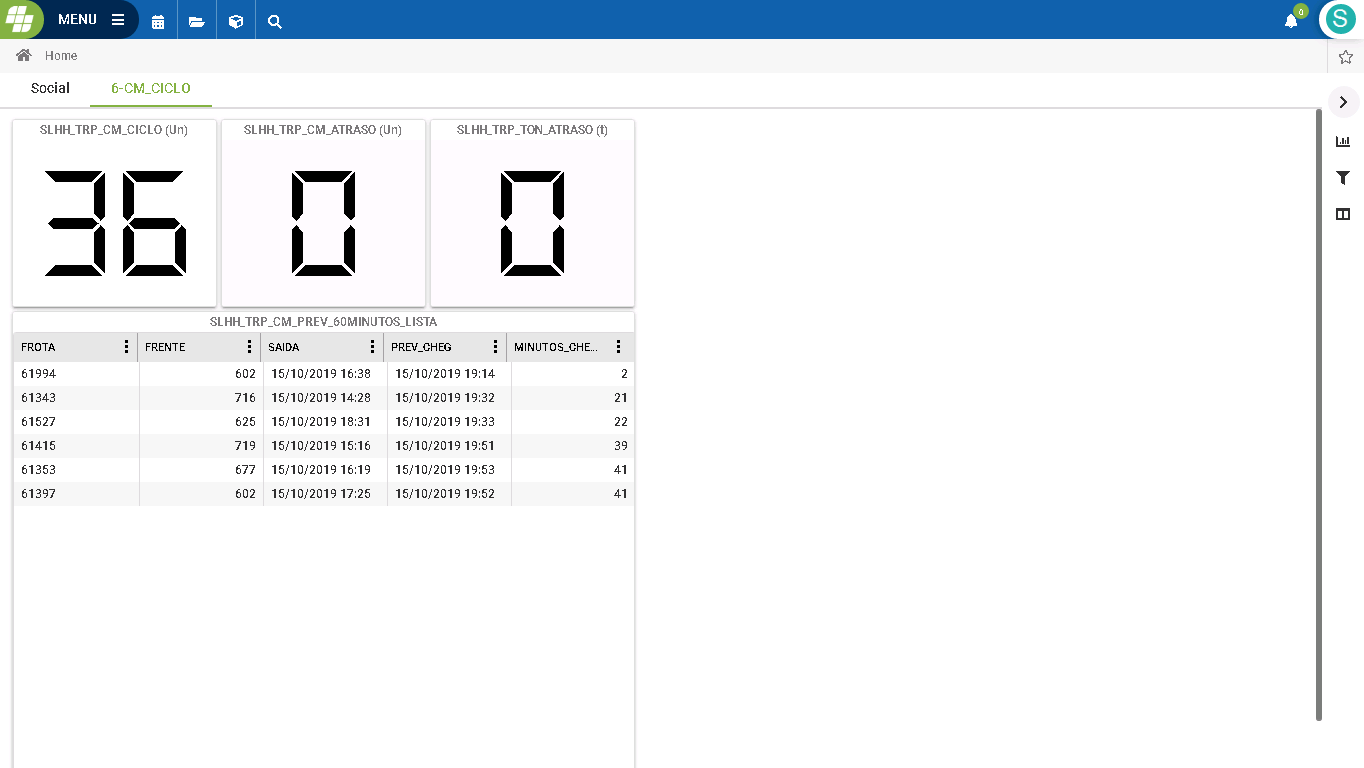 MENU
0
S
Home
Social 6-CM_CICLO
SLHH_TRP_CM_CICLO (Un) SLHH_TRP_CM_ATRASO (Un) SLHH_TRP_TON_ATRASO (t)
36 0 0
SLHH_TRP_CM_PREV_60MINUTOS_LISTA
FROTA FRENTE SAIDA PREV_CHEG MINUTOS_CHE...
61994 602 15/10/2019 16:38 15/10/2019 19:14 2
61343 716 15/10/2019 14:28 15/10/2019 19:32 21
61527 625 15/10/2019 18:31 15/10/2019 19:33 22
61415 719 15/10/2019 15:16 15/10/2019 19:51 39
61353 677 15/10/2019 16:19 15/10/2019 19:53 41
61397 602 15/10/2019 17:25 15/10/2019 19:52 41